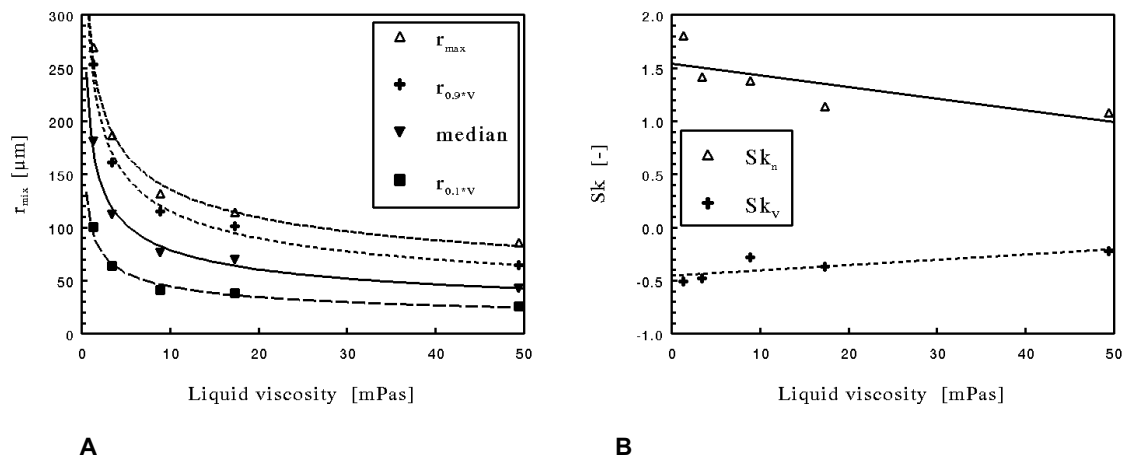 300
250
200
150
100
50
0
r_mix [µm]
r_max
r_0.9*V
median
r_0.1*V
0 10 20 30 40 50
Liquid viscosity [mPas]
A
2.0
1.5
1.0
0.5
0.0
-0.5
-1.0
Sk [-]
Sk_n
Sk_v
0 10 20 30 40 50
Liquid viscosity [mPas]
B